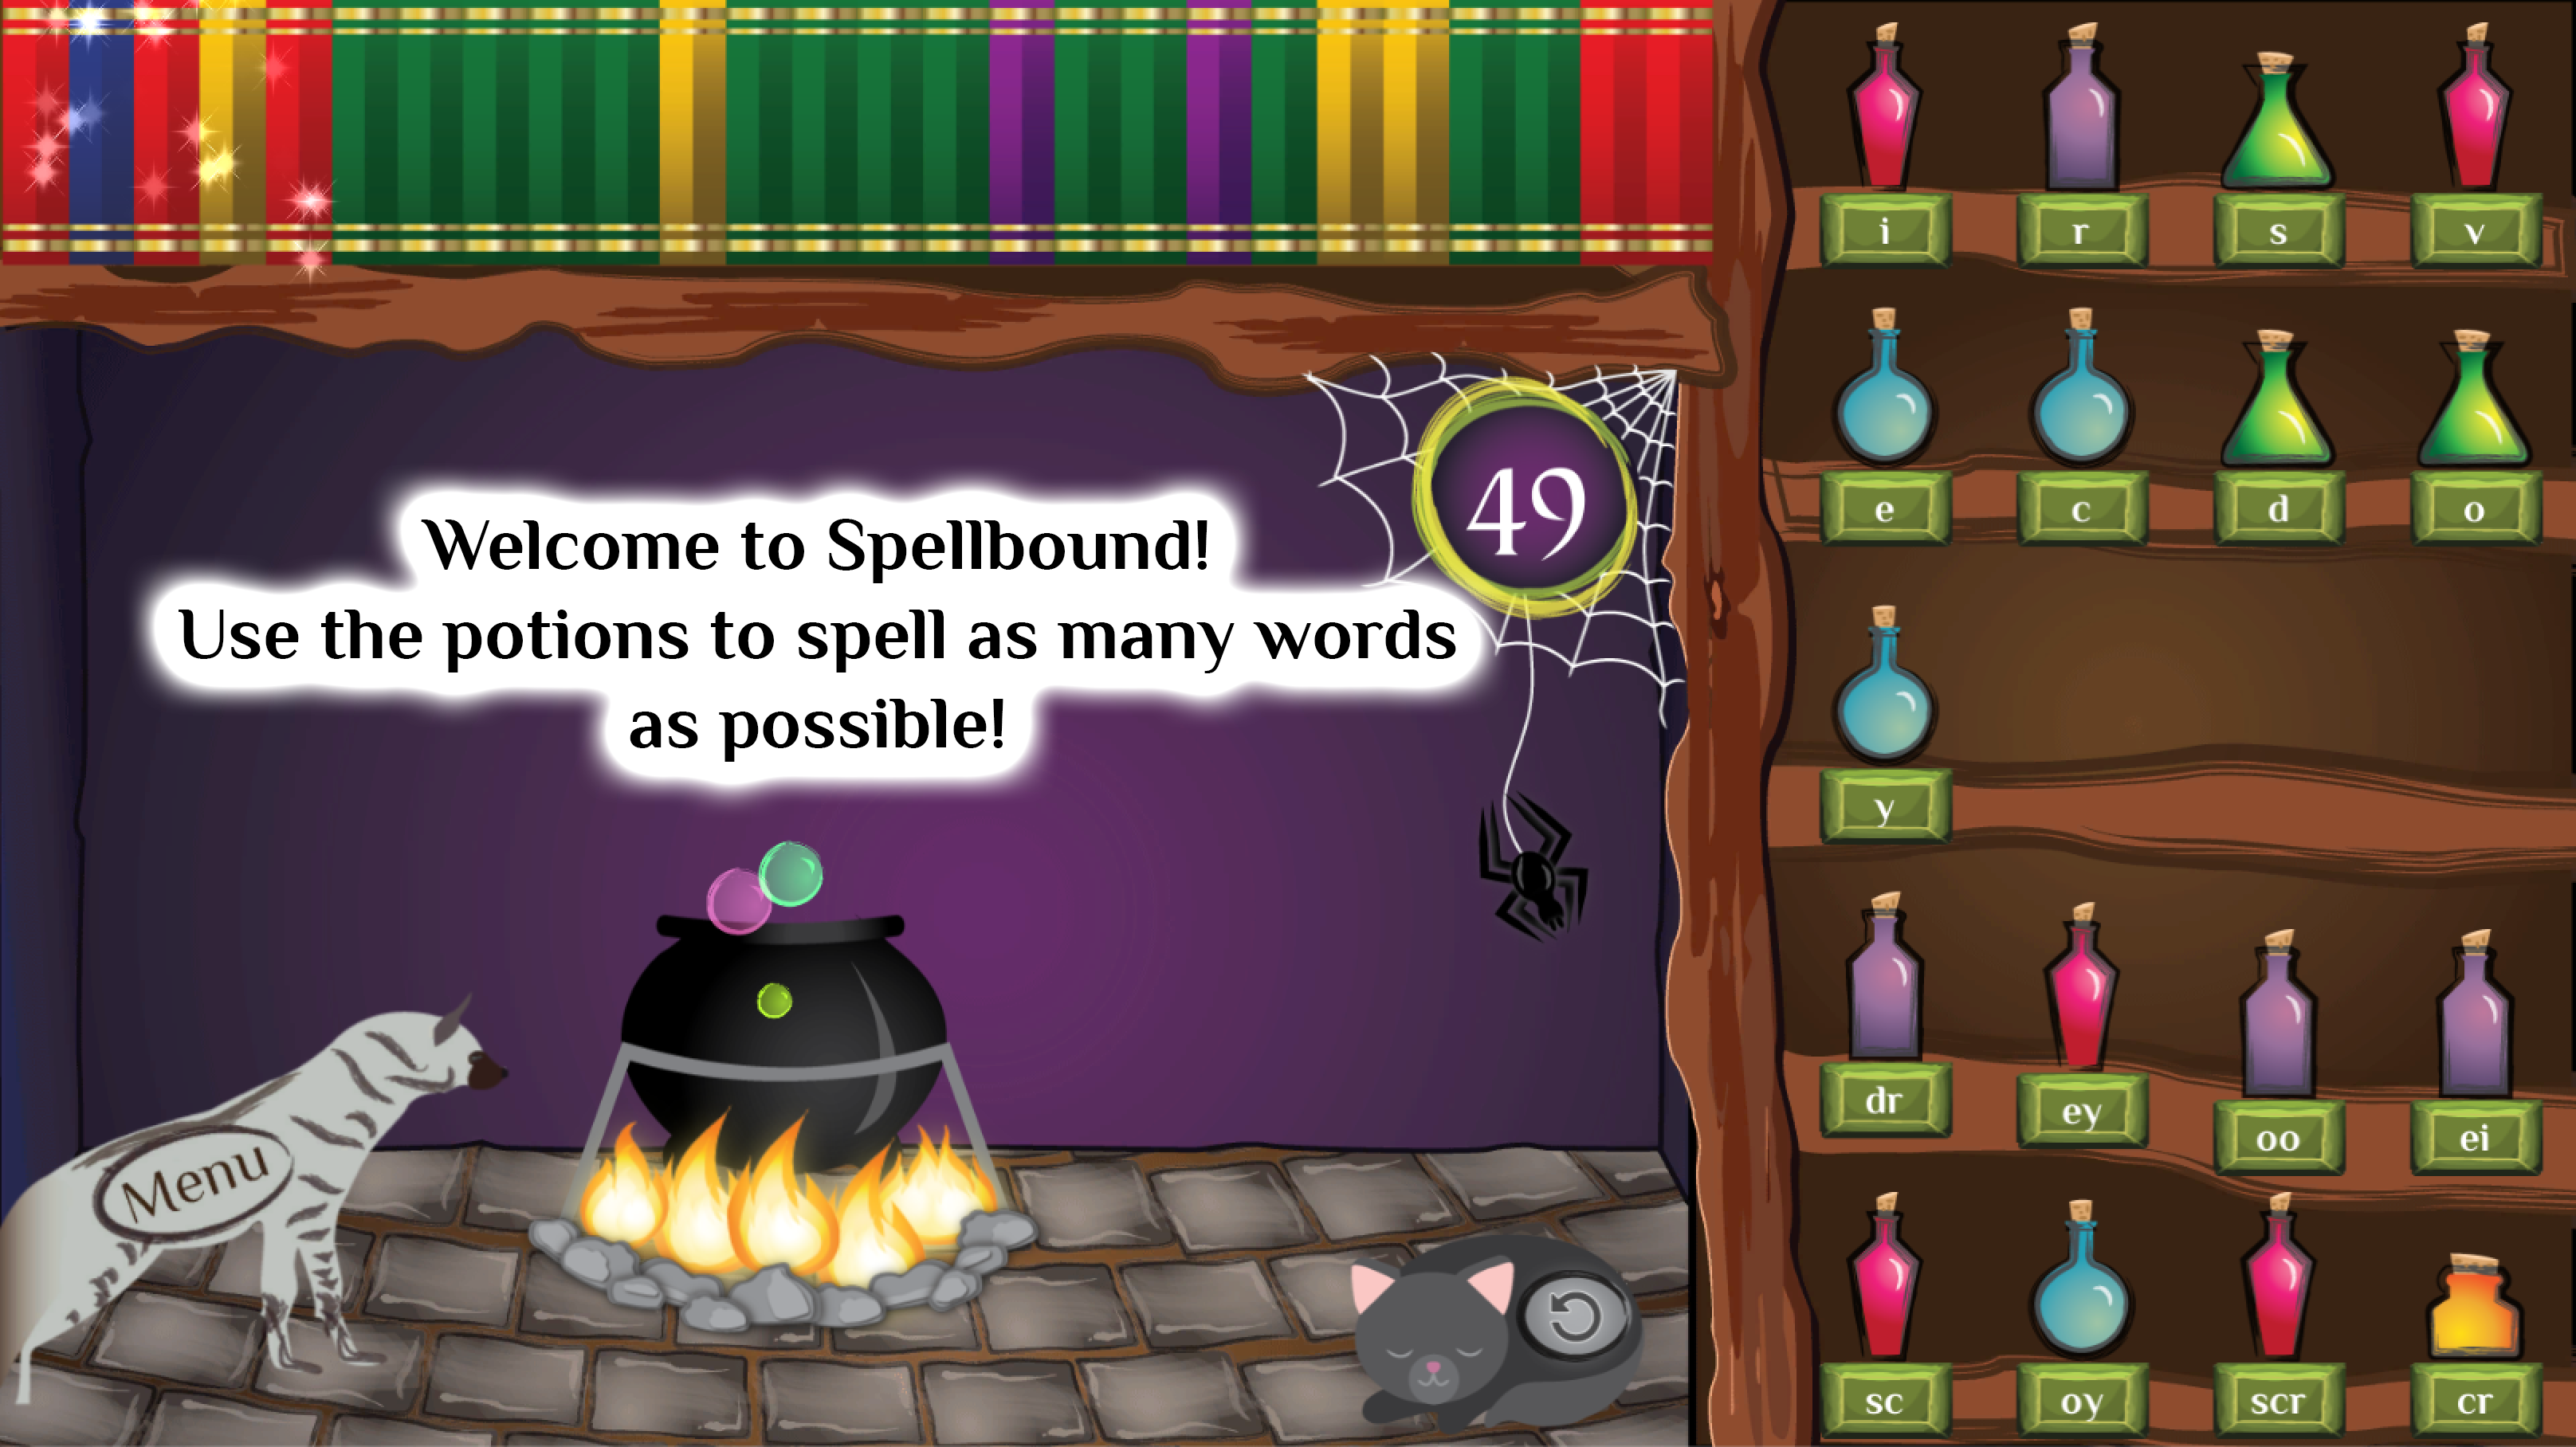 Welcome to Spellbound!
Use the potions to spell as many words
as possible!
49
Menu
i r s v
e c d o
y
dr ey oo ei
sc oy scr cr